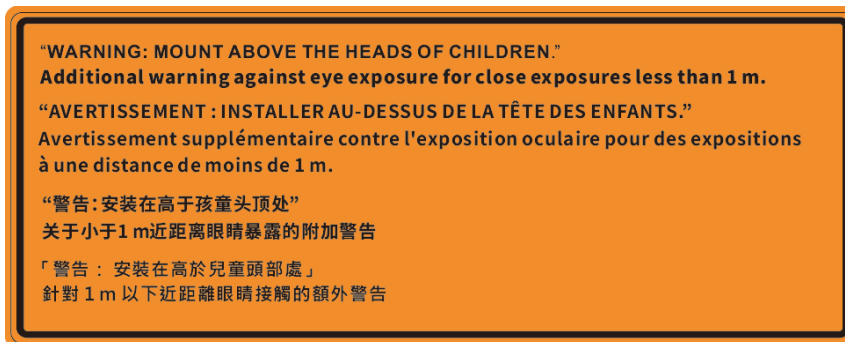 “WARNING: MOUNT ABOVE THE HEADS OF CHILDREN.”
Additional warning against eye exposure for close exposures less than 1 m.
“AVERTISSEMENT : INSTALLER AU-DESSUS DE LA TÊTE DES ENFANTS.”
Avertissement supplémentaire contre l'exposition oculaire pour des expositions
à une distance de moins de 1 m.
“警告：安装在高于孩童头顶处”
关于小于1 m近距离眼睛暴露的附加警告
「警告： 安裝在高於兒童頭部處」
針對 1 m 以下近距離眼睛接觸的額外警告